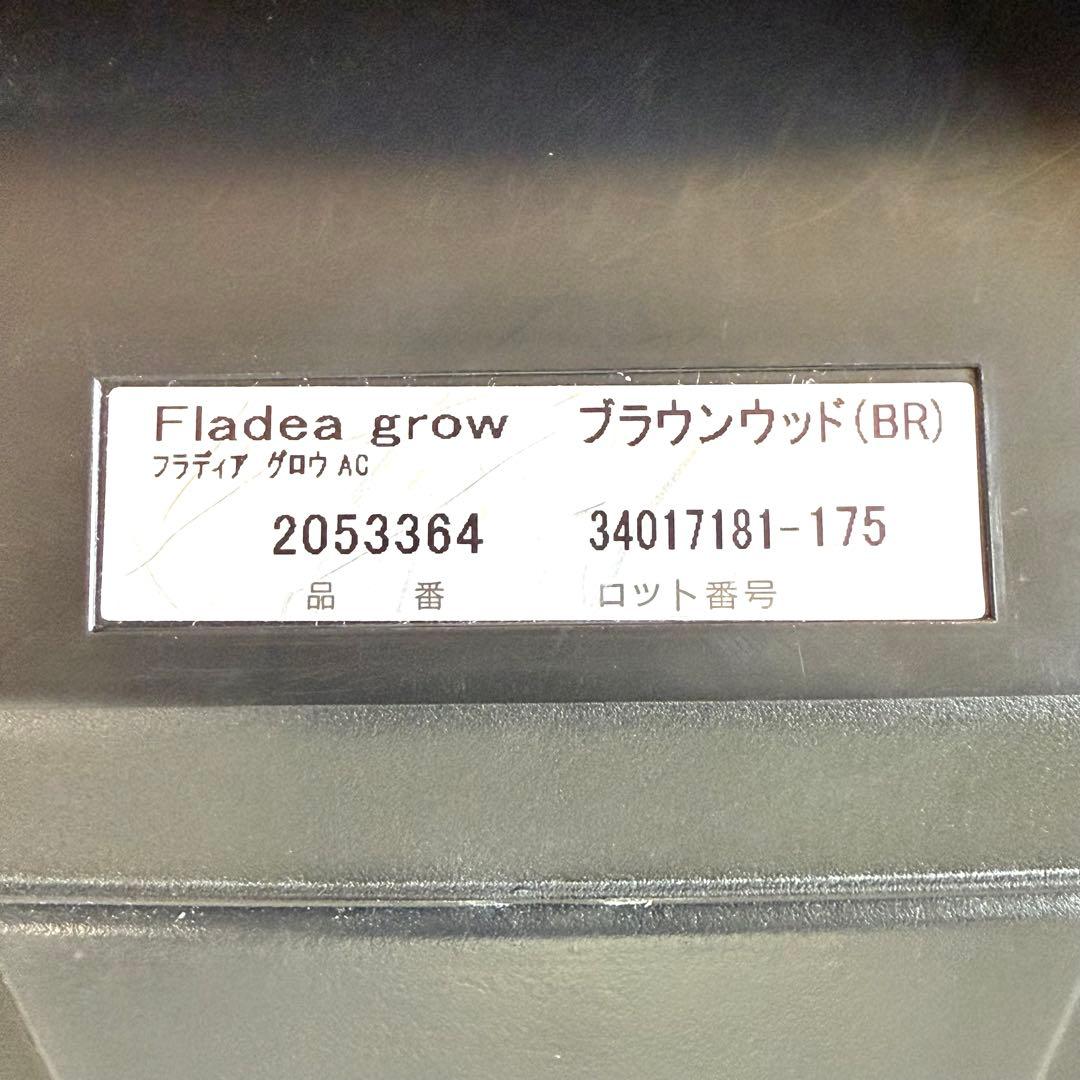 Fladea grow ブラウンウッド(BR)
フラディア グロウ AC
2053364 34017181-175
品 番 ロット番号